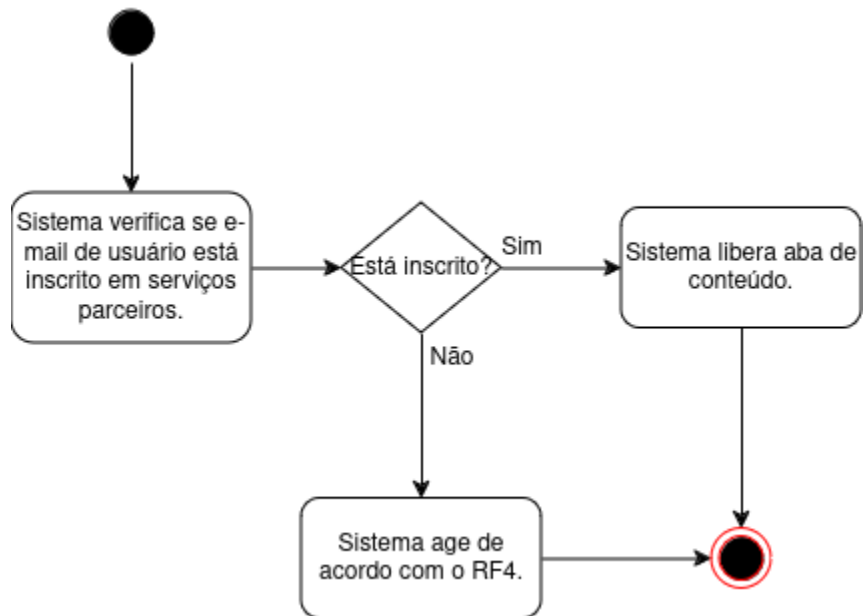 Sistema verifica se e-
mail de usuário está
inscrito em serviços
parceiros.
Está inscrito?
Sim
Sistema libera aba de
conteúdo.
Não
Sistema age de
acordo com o RF4.